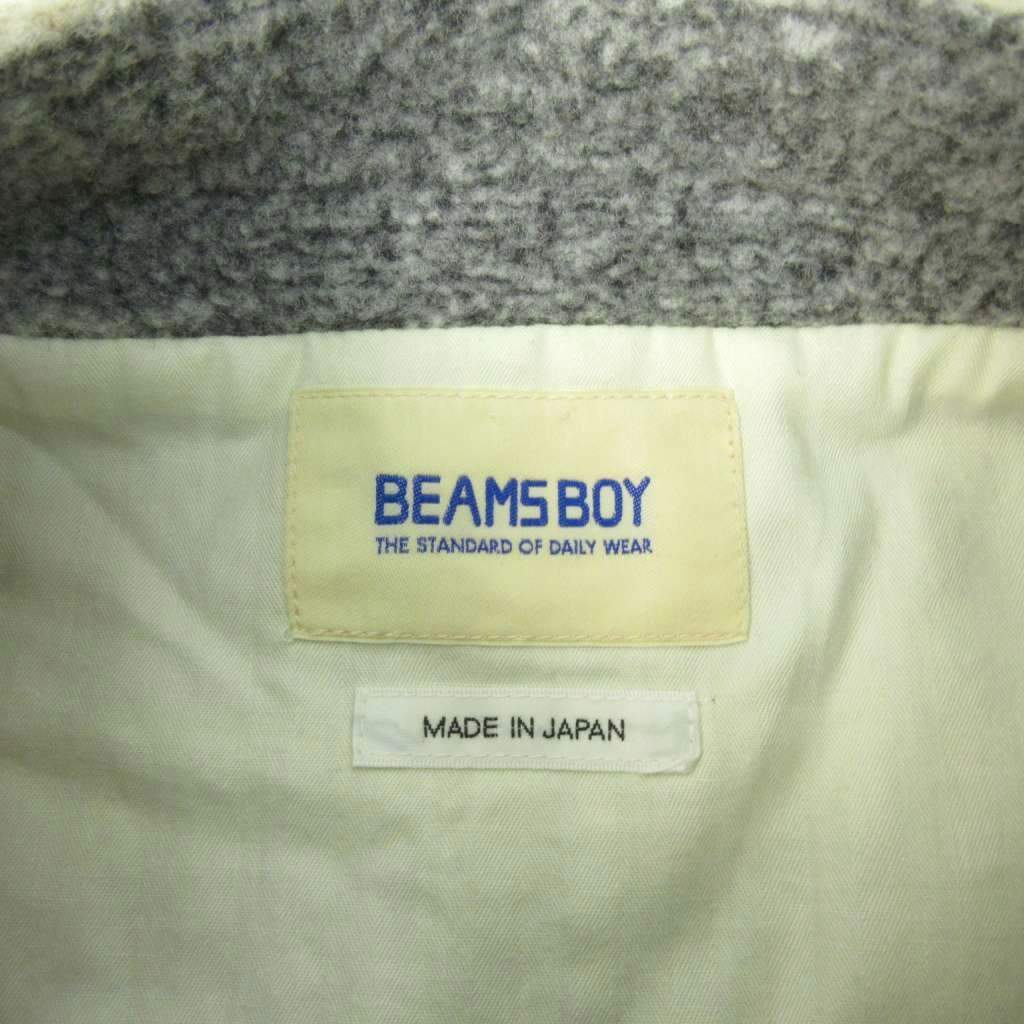 BEAMS BOY
THE STANDARD OF DAILY WEAR
MADE IN JAPAN